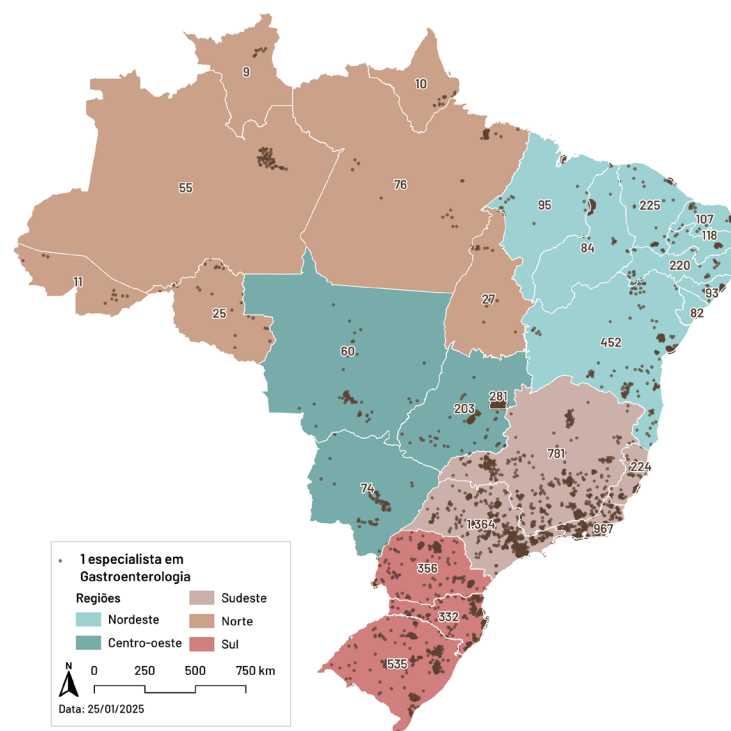 9
10
55
76
95
225
107
118
84
220
93
82
11
25
27
452
60
281
203
781
224
74
1.364
967
356
332
535
1 especialista em
Gastroenterologia
Regiões
Nordeste
Centro-oeste
Sudeste
Norte
Sul
N
0 250 500 750 km
Data: 25/01/2025